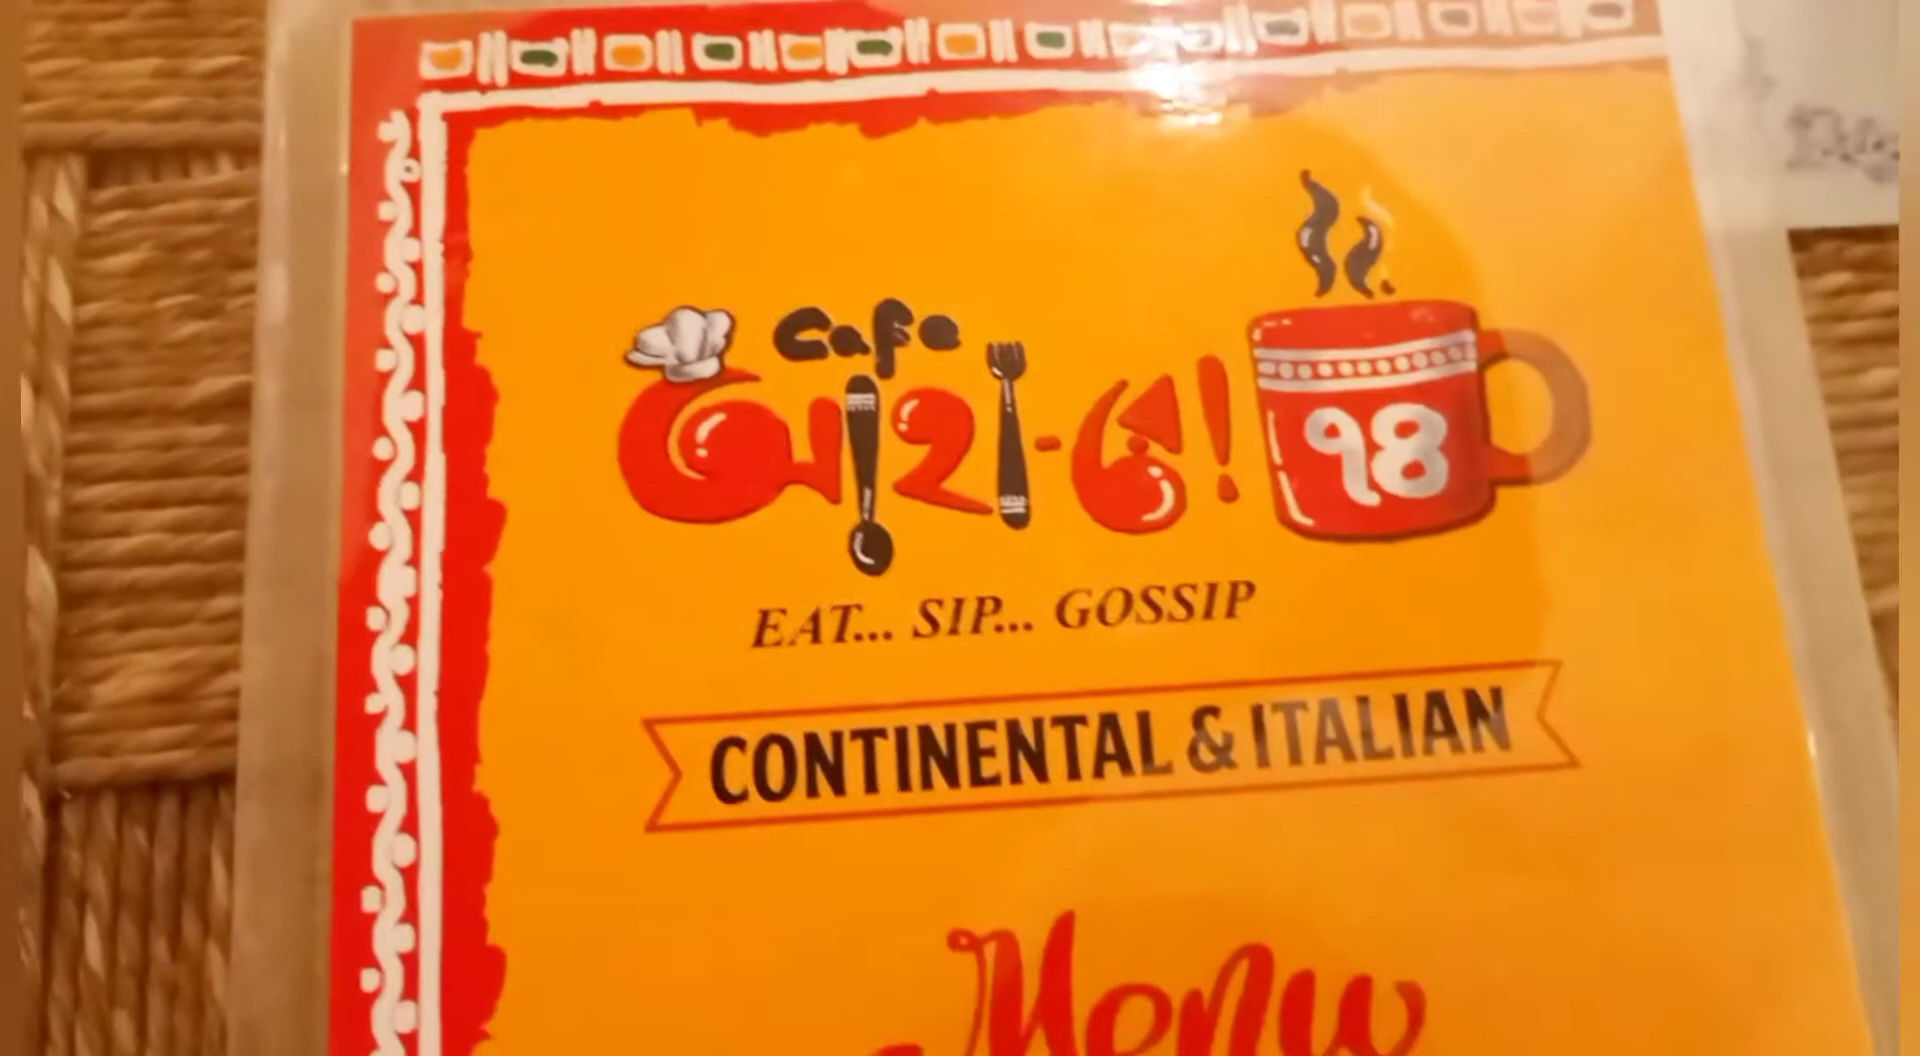 Cafe
আহা-রে! ৭৪
EAT... SIP... GOSSIP
CONTINENTAL & ITALIAN
Menu